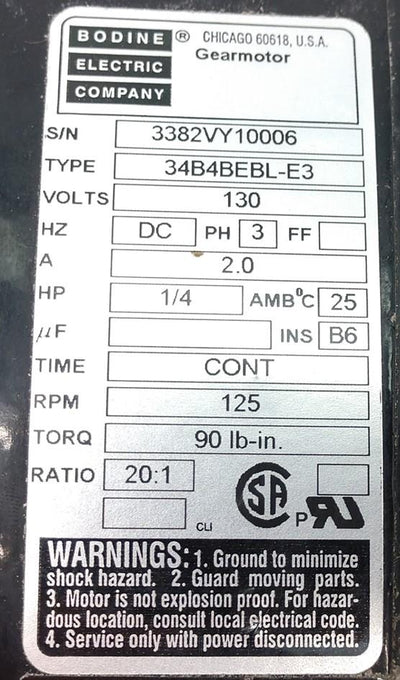 BODINE ® CHICAGO 60618, U.S.A.
ELECTRIC Gearmotor
COMPANY
S/N 3382VY10006
TYPE 34B4BEBL-E3
VOLTS 130
HZ DC PH 3 FF
A 2.0
HP 1/4 AMB°C 25
µF INS B6
TIME CONT
RPM 125
TORQ 90 lb-in.
RATIO 20:1 SA
CLI P RU
WARNINGS: 1. Ground to minimize
shock hazard. 2. Guard moving parts.
3. Motor is not explosion proof. For hazar-
dous location, consult local electrical code.
4. Service only with power disconnected.